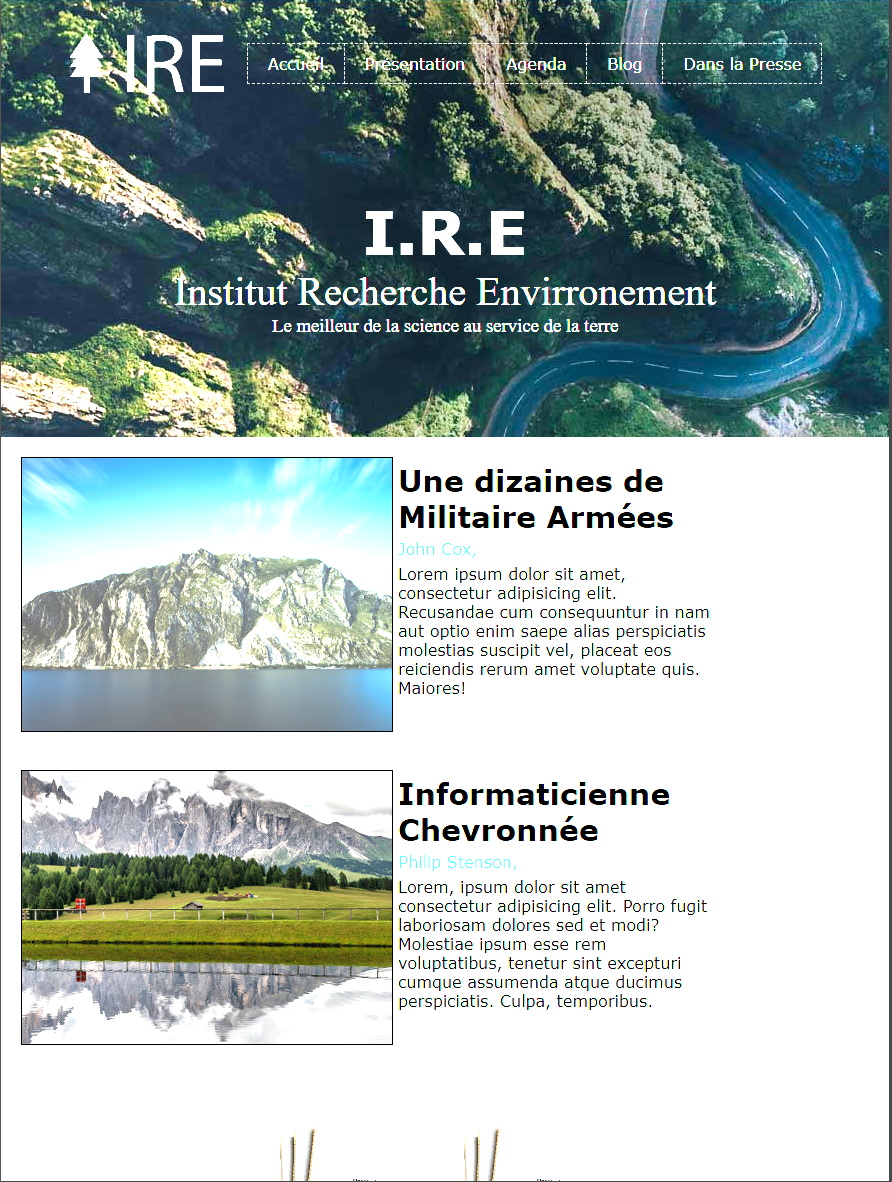 IRE
Accueil Présentation Agenda Blog Dans la Presse
I.R.E
Institut Recherche Envirronement
Le meilleur de la science au service de la terre
Une dizaines de
Militaire Armées
John Cox,
Lorem ipsum dolor sit amet,
consectetur adipisicing elit.
Recusandae cum consequuntur in nam
aut optio enim saepe alias perspiciatis
molestias suscipit vel, placeat eos
reiciendis rerum amet voluptate quis.
Maiores!
Informaticienne
Chevronnée
Philip Stenson,
Lorem, ipsum dolor sit amet
consectetur adipisicing elit. Porro fugit
laboriosam dolores sed et modi?
Molestiae ipsum esse rem
voluptatibus, tenetur sint excepturi
cumque assumenda atque ducimus
perspiciatis. Culpa, temporibus.